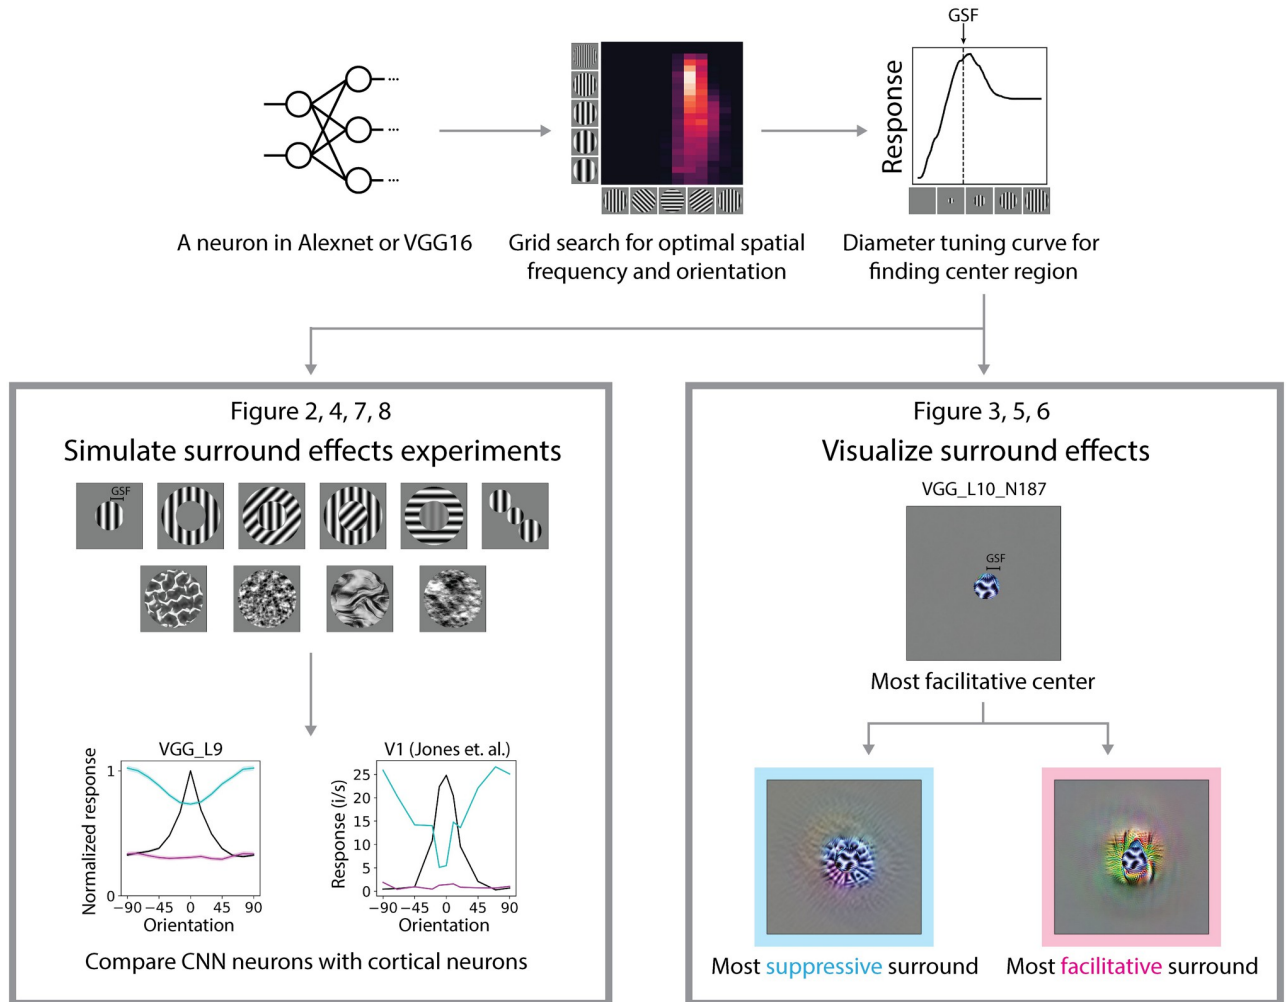 GSF
Response
...
...
...
A neuron in Alexnet or VGG16
Grid search for optimal spatial
frequency and orientation
Diameter tuning curve for
finding center region
Figure 2, 4, 7, 8
Simulate surround effects experiments
GSF
VGG_L9
Normalized response
1
0
−90 −45 0 45 90
Orientation
V1 (Jones et. al.)
Response (i/s)
25
20
15
10
5
0
−90 −45 0 45 90
Orientation
Compare CNN neurons with cortical neurons
Figure 3, 5, 6
Visualize surround effects
VGG_L10_N187
GSF
Most facilitative center
Most suppressive surround
Most facilitative surround